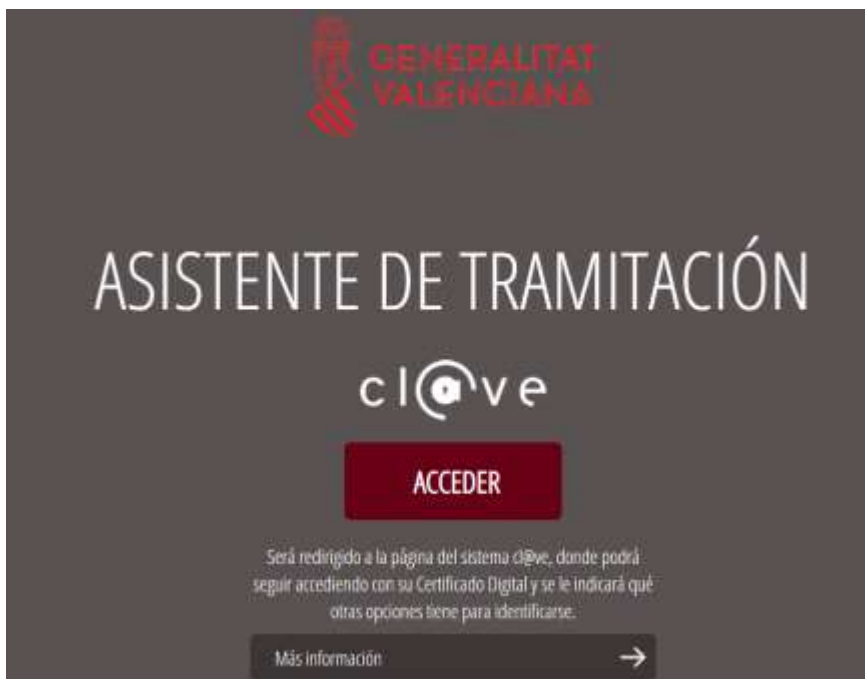 GENERALITAT
VALENCIANA
ASISTENTE DE TRAMITACIÓN
cl@ve
ACCEDER
Será redirigido a la página del sistema cl@ve, donde podrá
seguir accediendo con su Certificado Digital y se le indicará qué
otras opciones tiene para identificarse.
Más información